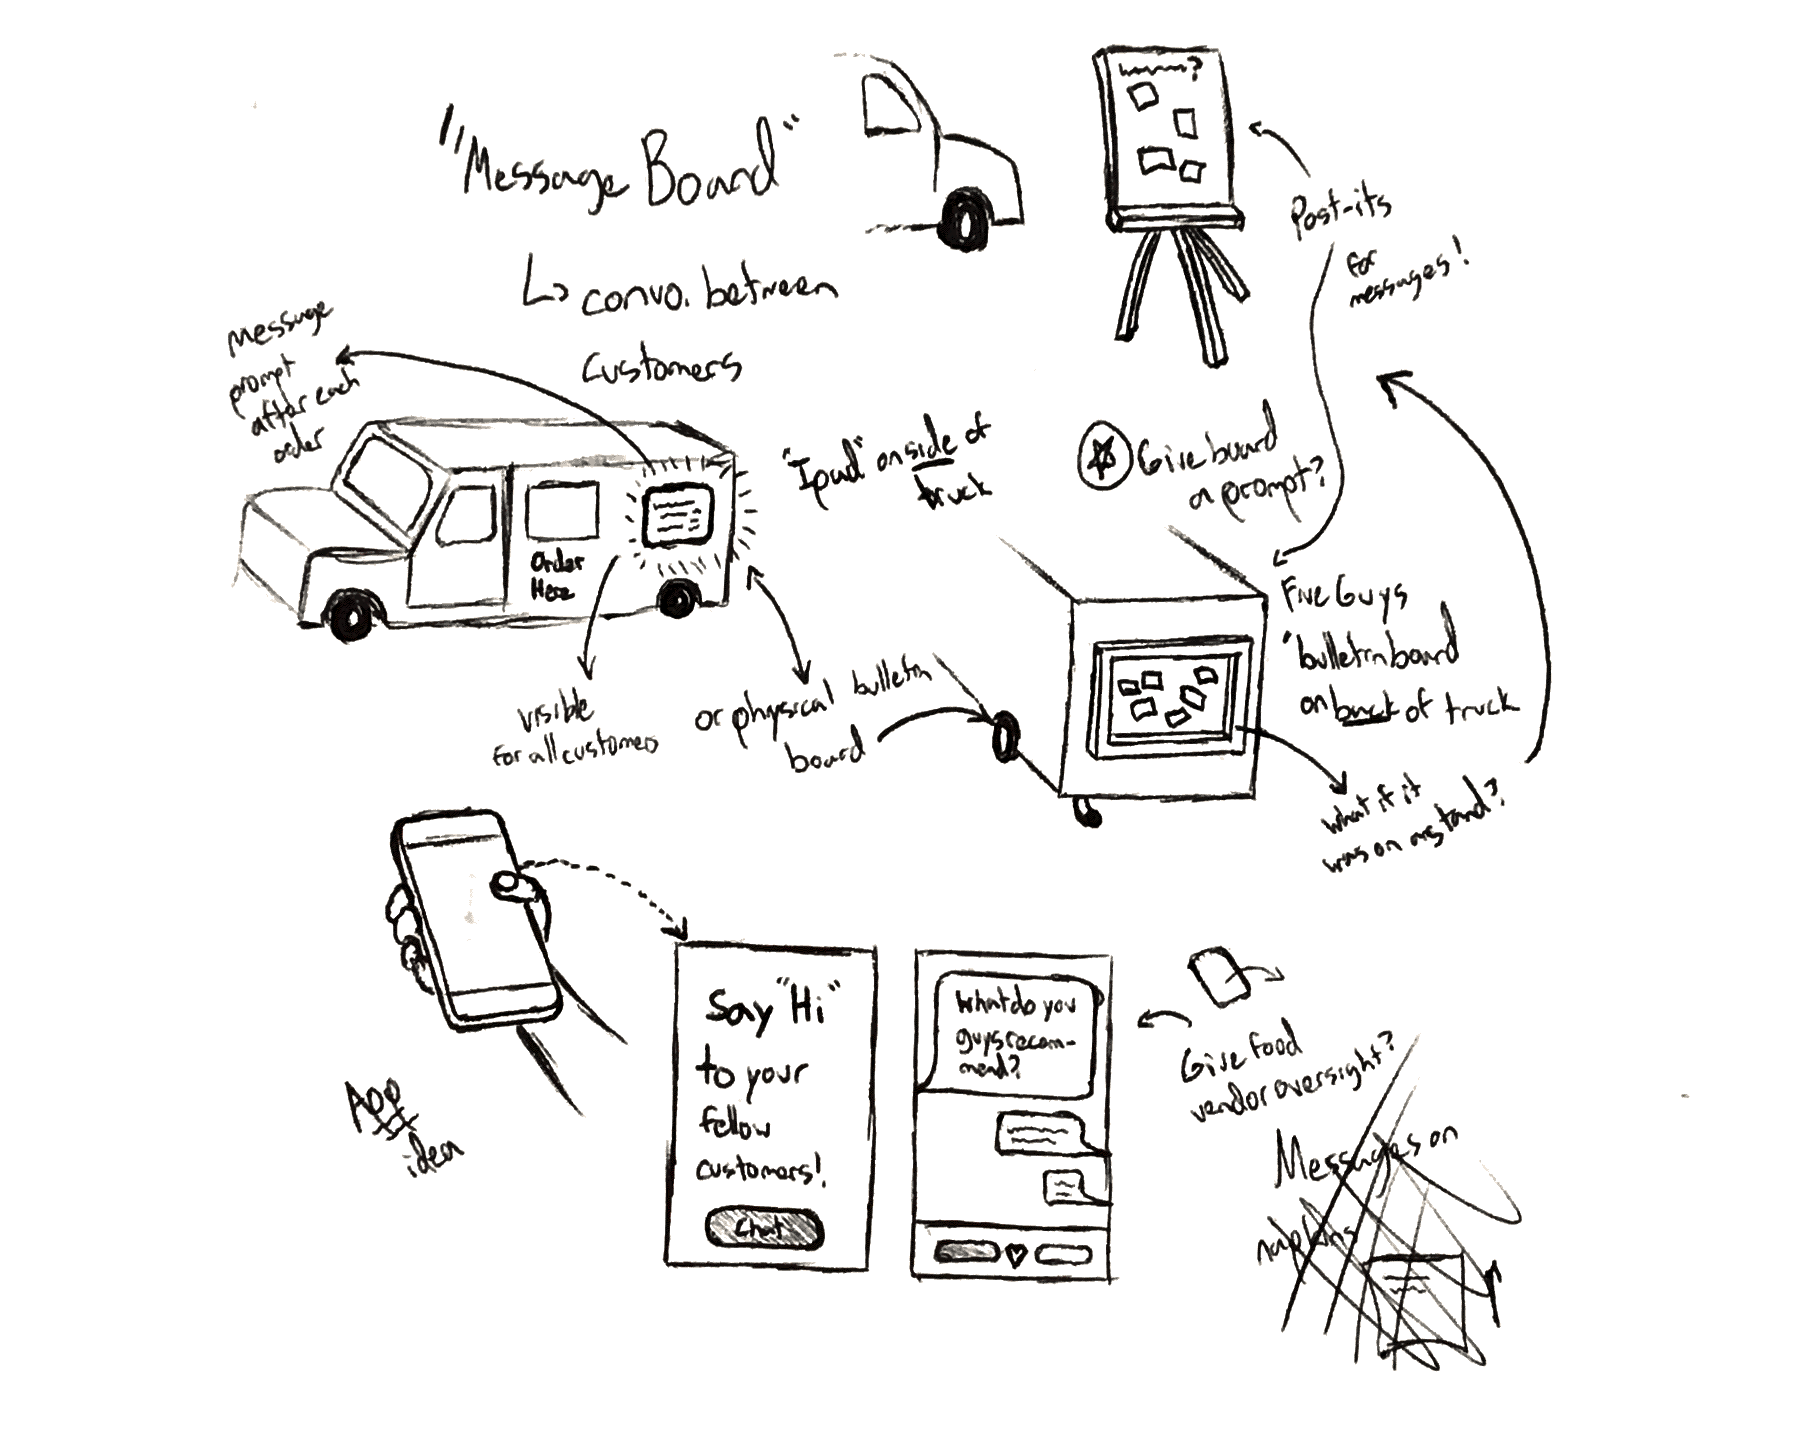 "Message Board"
↳ convo. between
customers
Post-its
for
messages!
message
prompt
after each
order
"Ipad" on side of
truck
Give board
a prompt?
Order
Here
Five Guys
"bulletin board
on back of truck
visible
for all customers
or physical bulletin
board
what if it
was on a stand?
App
idea
Say "Hi"
to your
fellow
customers!
Chat
What do you
guys recom-
mend?
Give food
vendor oversight?
Messages on
napkins